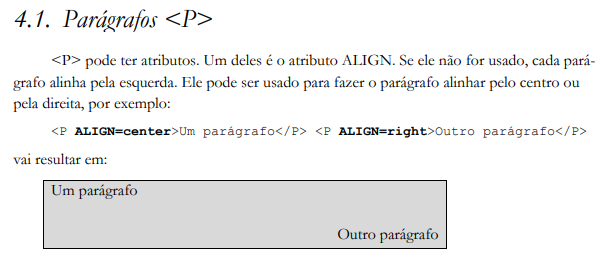 4.1. Parágrafos <P>
<P> pode ter atributos. Um deles é o atributo ALIGN. Se ele não for usado, cada pará-
grafo alinha pela esquerda. Ele pode ser usado para fazer o parágrafo alinhar pelo centro ou
pela direita, por exemplo:
<P ALIGN=center>Um parágrafo</P> <P ALIGN=right>Outro parágrafo</P>
vai resultar em:
Um parágrafo
Outro parágrafo